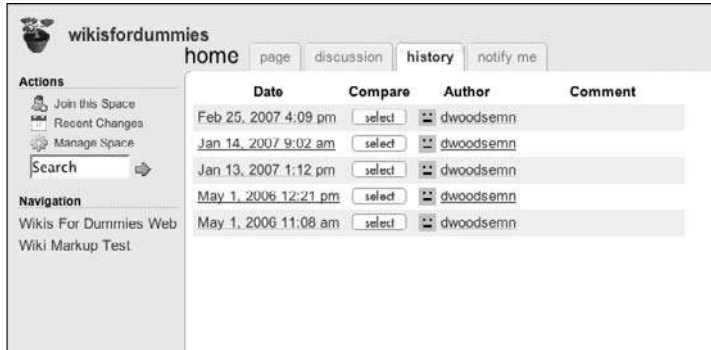 wikisfordummies
home page discussion history notify me
Actions
Join this Space
Recent Changes
Manage Space
Search
Navigation
Wikis For Dummies Web
Wiki Markup Test
Date Compare Author Comment
Feb 25, 2007 4:09 pm select dwoodsemn
Jan 14, 2007 9:02 am select dwoodsemn
Jan 13, 2007 1:12 pm select dwoodsemn
May 1, 2006 12:21 pm select dwoodsemn
May 1, 2006 11:08 am select dwoodsemn